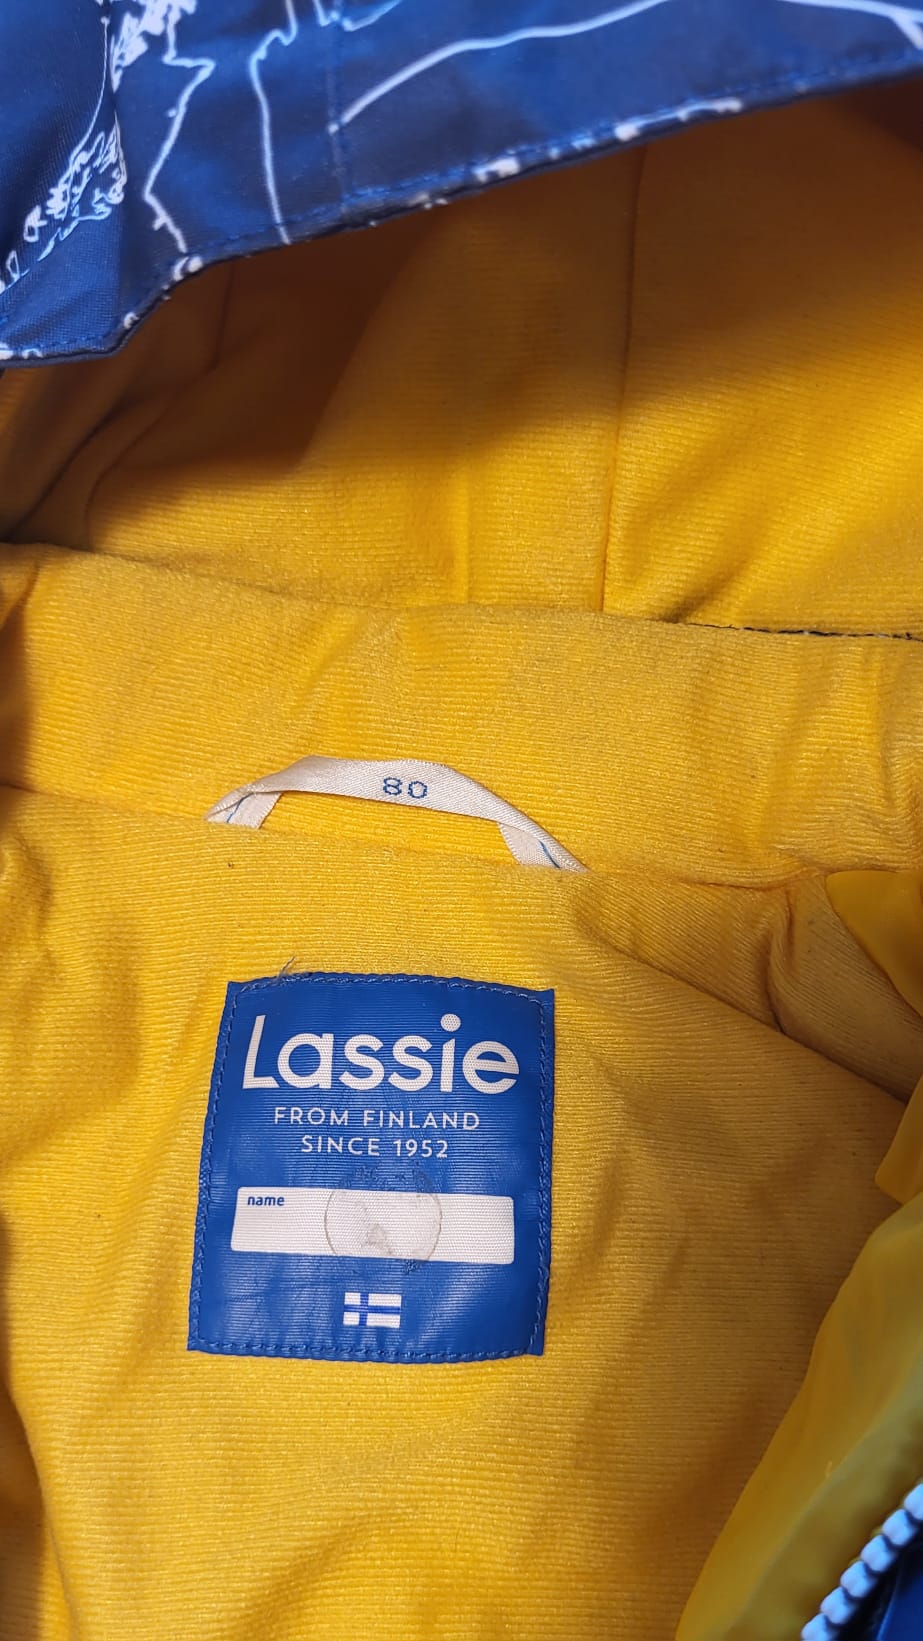 80
Lassie
FROM FINLAND
SINCE 1952
name